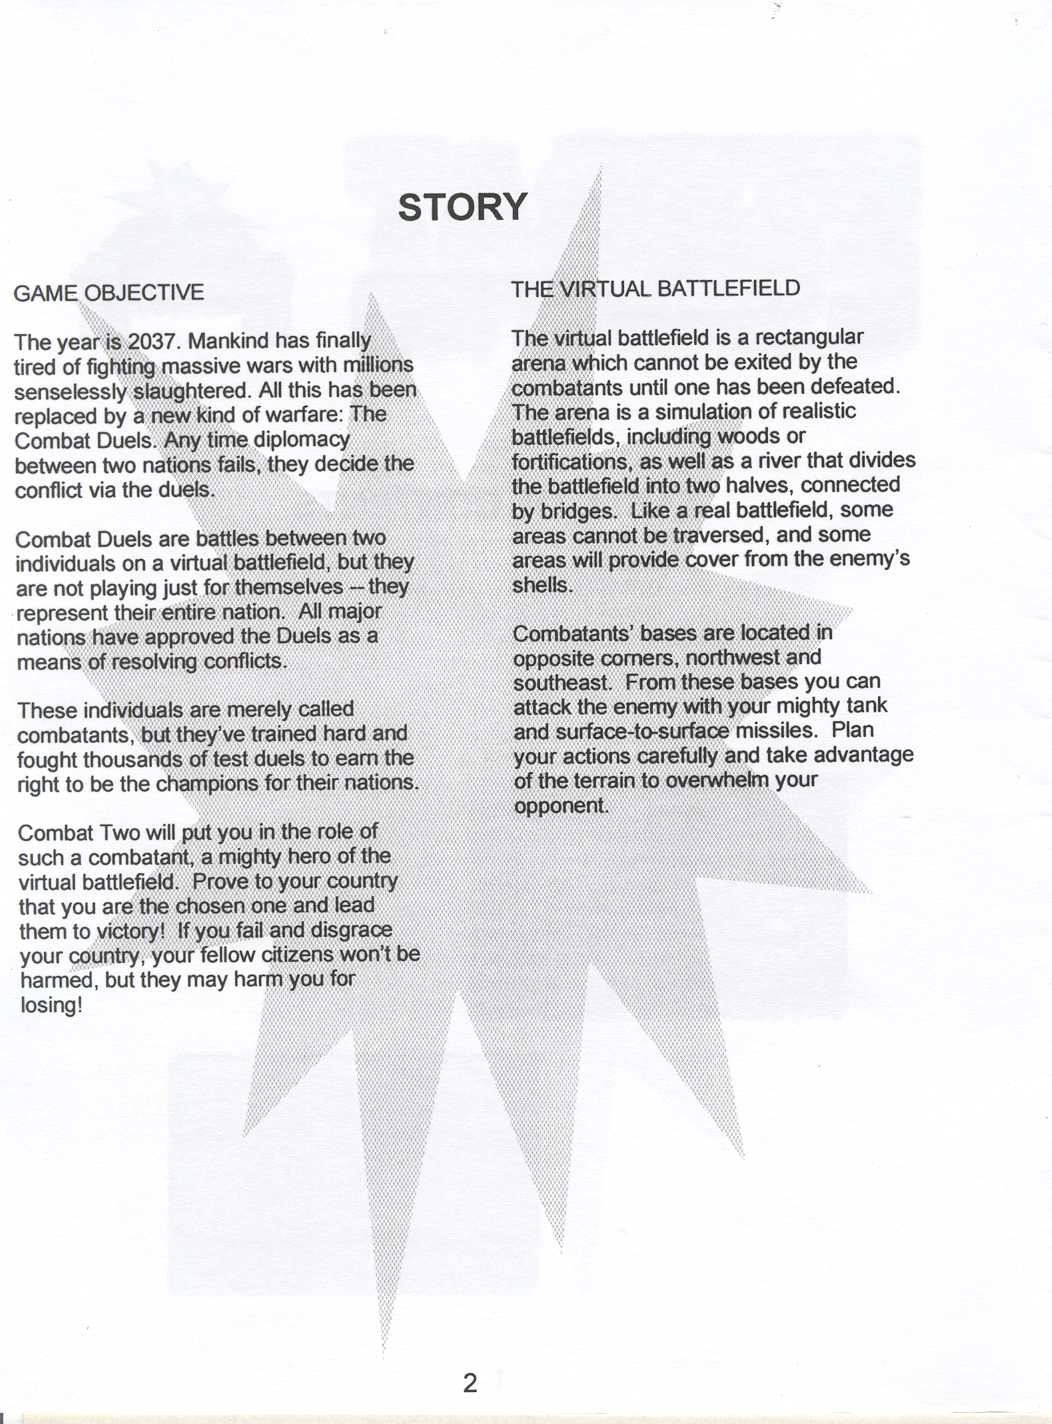 STORY
GAME OBJECTIVE
The year is 2037. Mankind has finally
tired of fighting massive wars with millions
senselessly slaughtered. All this has been
replaced by a new kind of warfare: The
Combat Duels. Any time diplomacy
between two nations fails, they decide the
conflict via the duels.
Combat Duels are battles between two
individuals on a virtual battlefield, but they
are not playing just for themselves – they
represent their entire nation. All major
nations have approved the Duels as a
means of resolving conflicts.
These individuals are merely called
combatants, but they've trained hard and
fought thousands of test duels to earn the
right to be the champions for their nations.
Combat Two will put you in the role of
such a combatant, a mighty hero of the
virtual battlefield. Prove to your country
that you are the chosen one and lead
them to victory! If you fail and disgrace
your country, your fellow citizens won't be
harmed, but they may harm you for
losing!
THE VIRTUAL BATTLEFIELD
The virtual battlefield is a rectangular
arena which cannot be exited by the
combatants until one has been defeated.
The arena is a simulation of realistic
battlefields, including woods or
fortifications, as well as a river that divides
the battlefield into two halves, connected
by bridges. Like a real battlefield, some
areas cannot be traversed, and some
areas will provide cover from the enemy's
shells.
Combatants' bases are located in
opposite corners, northwest and
southeast. From these bases you can
attack the enemy with your mighty tank
and surface-to-surface missiles. Plan
your actions carefully and take advantage
of the terrain to overwhelm your
opponent.
2